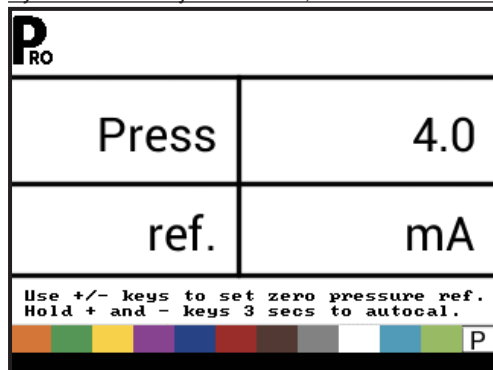 PRO
Press 4.0
ref. mA
Use +/- keys to set zero pressure ref.
Hold + and - keys 3 secs to autocal.
P